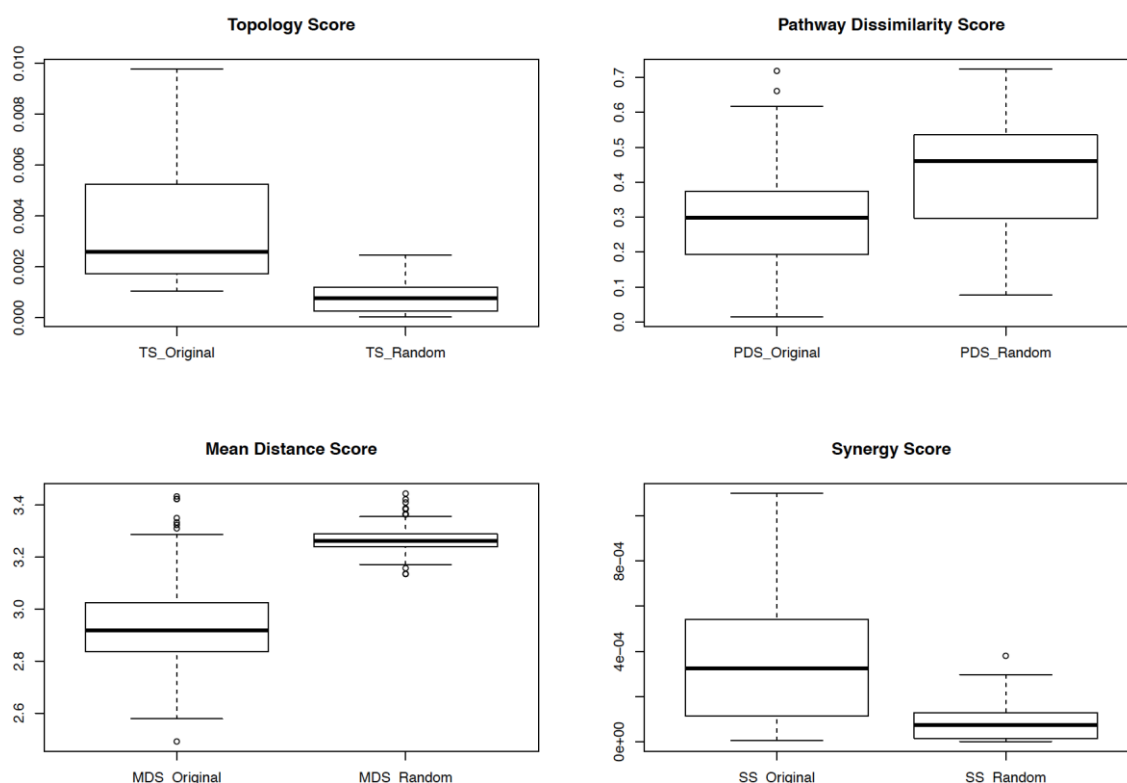 Topology Score
0.010
0.008
0.006
0.004
0.002
0.000
TS_Original
TS_Random
Pathway Dissimilarity Score
0.7
0.6
0.5
0.4
0.3
0.2
0.1
0.0
PDS_Original
PDS_Random
Mean Distance Score
3.4
3.2
3.0
2.8
2.6
MDS_Original
MDS_Random
Synergy Score
8e-04
4e-04
0e+00
SS_Original
SS_Random